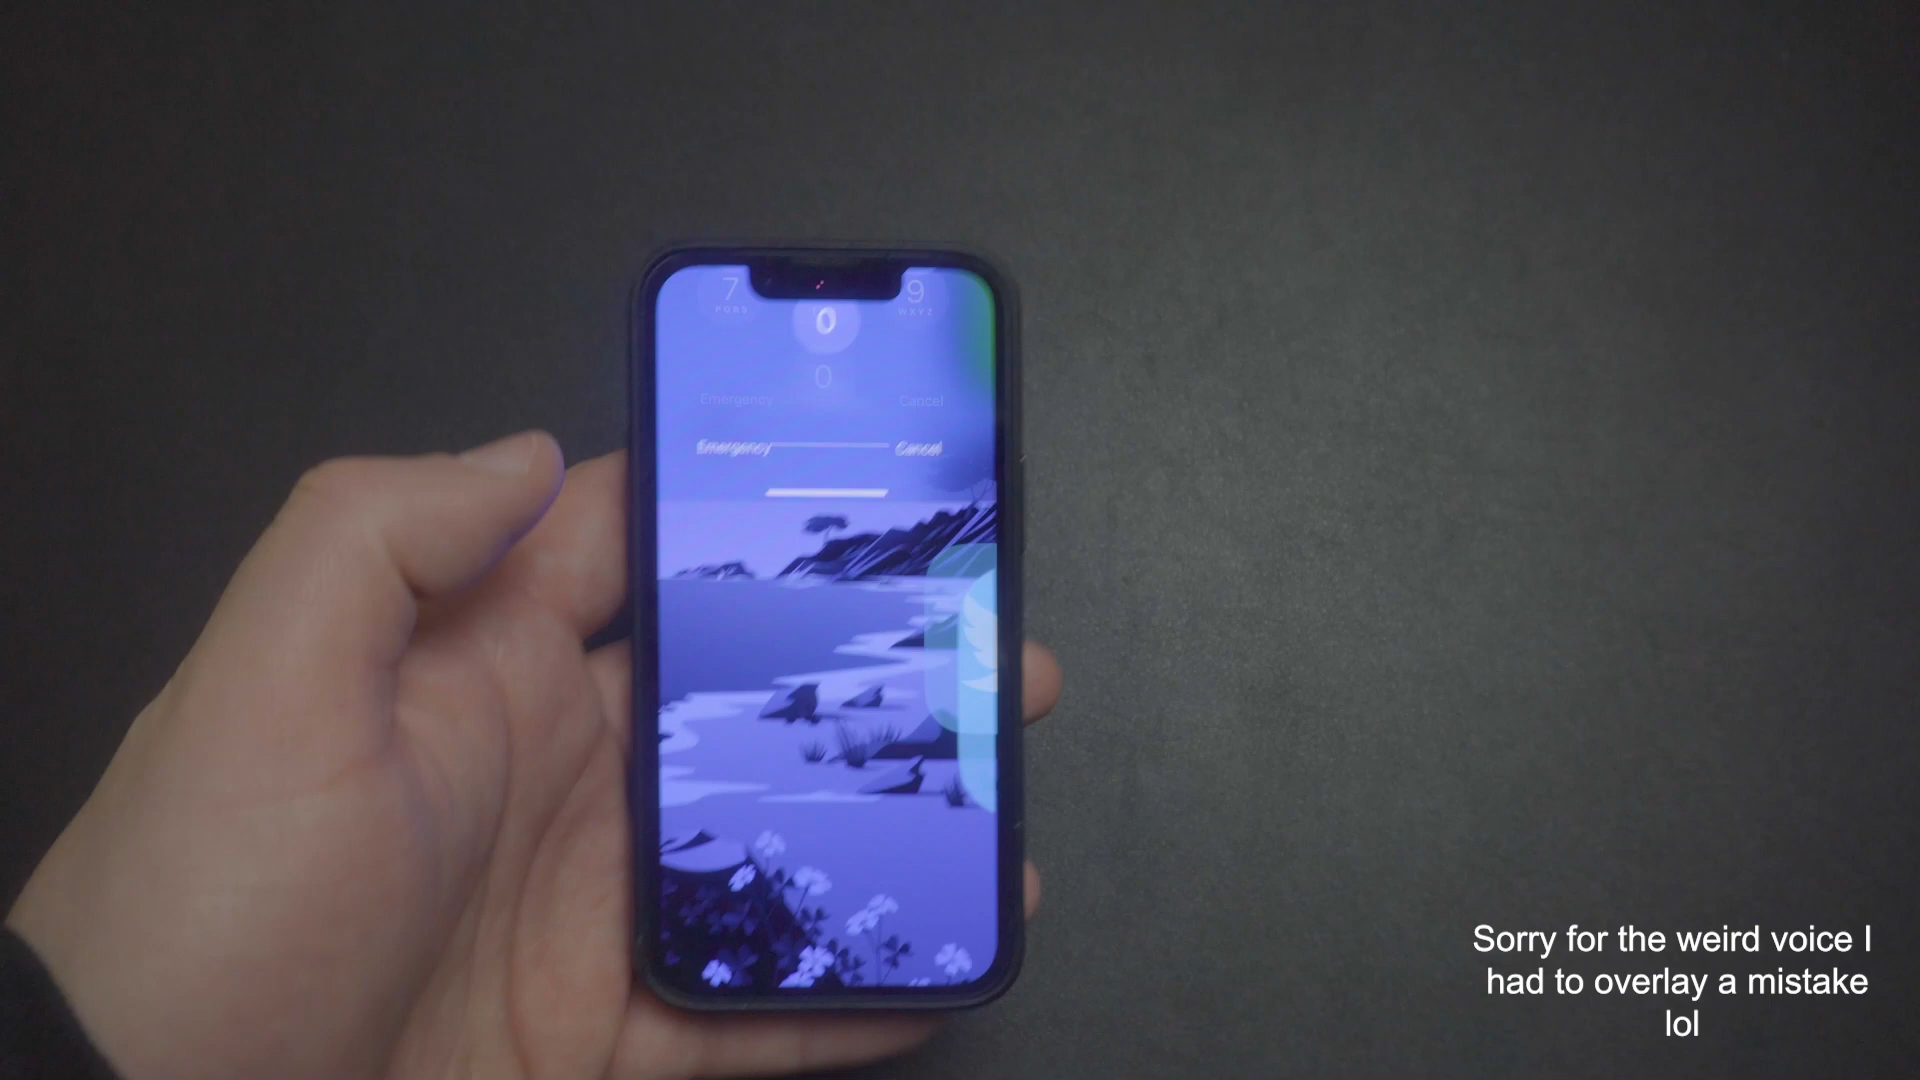 7
9
PQRS
WXYZ
0
0
Emergency Cancel
Emergency Cancel
Sorry for the weird voice I
had to overlay a mistake
lol